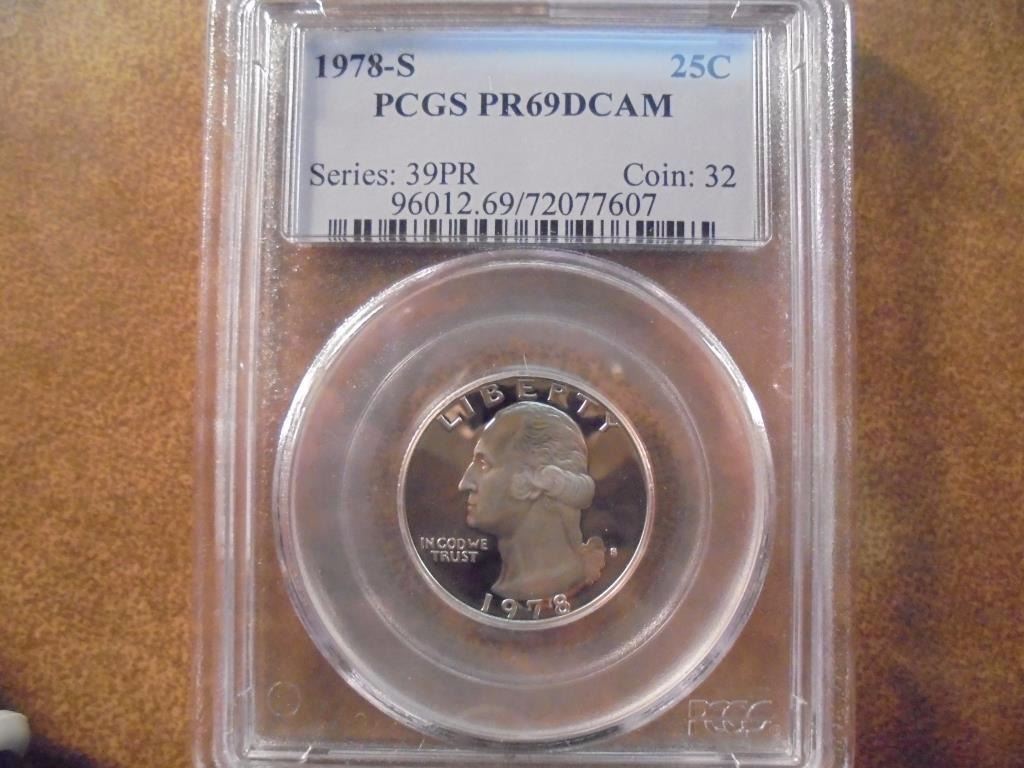 1978-S 25C
PCGS PR69DCAM
Series: 39PR Coin: 32
96012.69/72077607
LIBERTY
IN GOD WE
TRUST
S
1978
PCGS